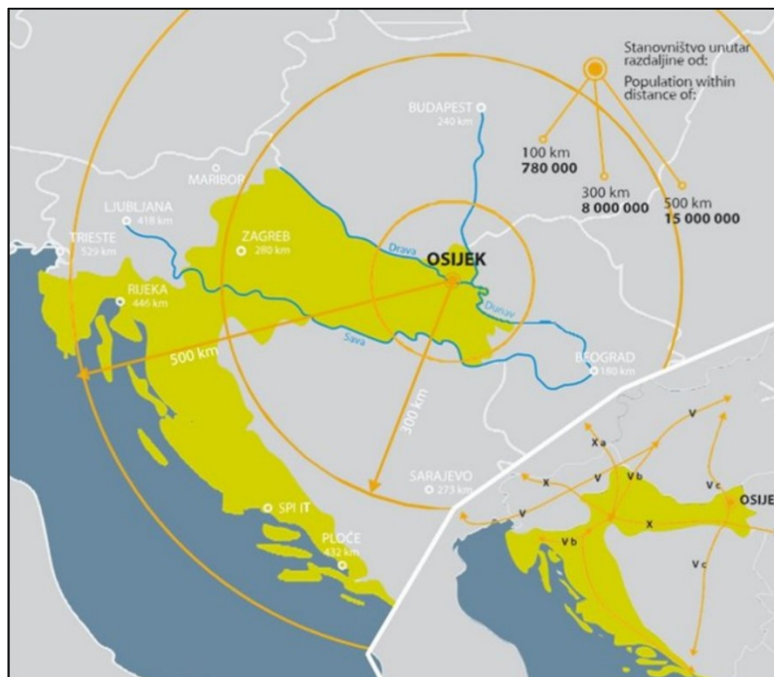 Stanovništvo unutar
razdaljine od:
Population within
distance of:
100 km
780 000
300 km
8 000 000
500 km
15 000 000
BUDAPEST
240 km
MARIBOR
LJUBLJANA
418 km
TRIESTE
529 km
ZAGREB
280 km
RIJEKA
446 km
Drava
OSIJEK
Dunav
Sava
500 km
300 km
BEOGRAD
180 km
SARAJEVO
273 km
SPLIT
PLOČE
432 km
V
X a
V
V b
X
V c
OSIJE
V
X
V b
V c